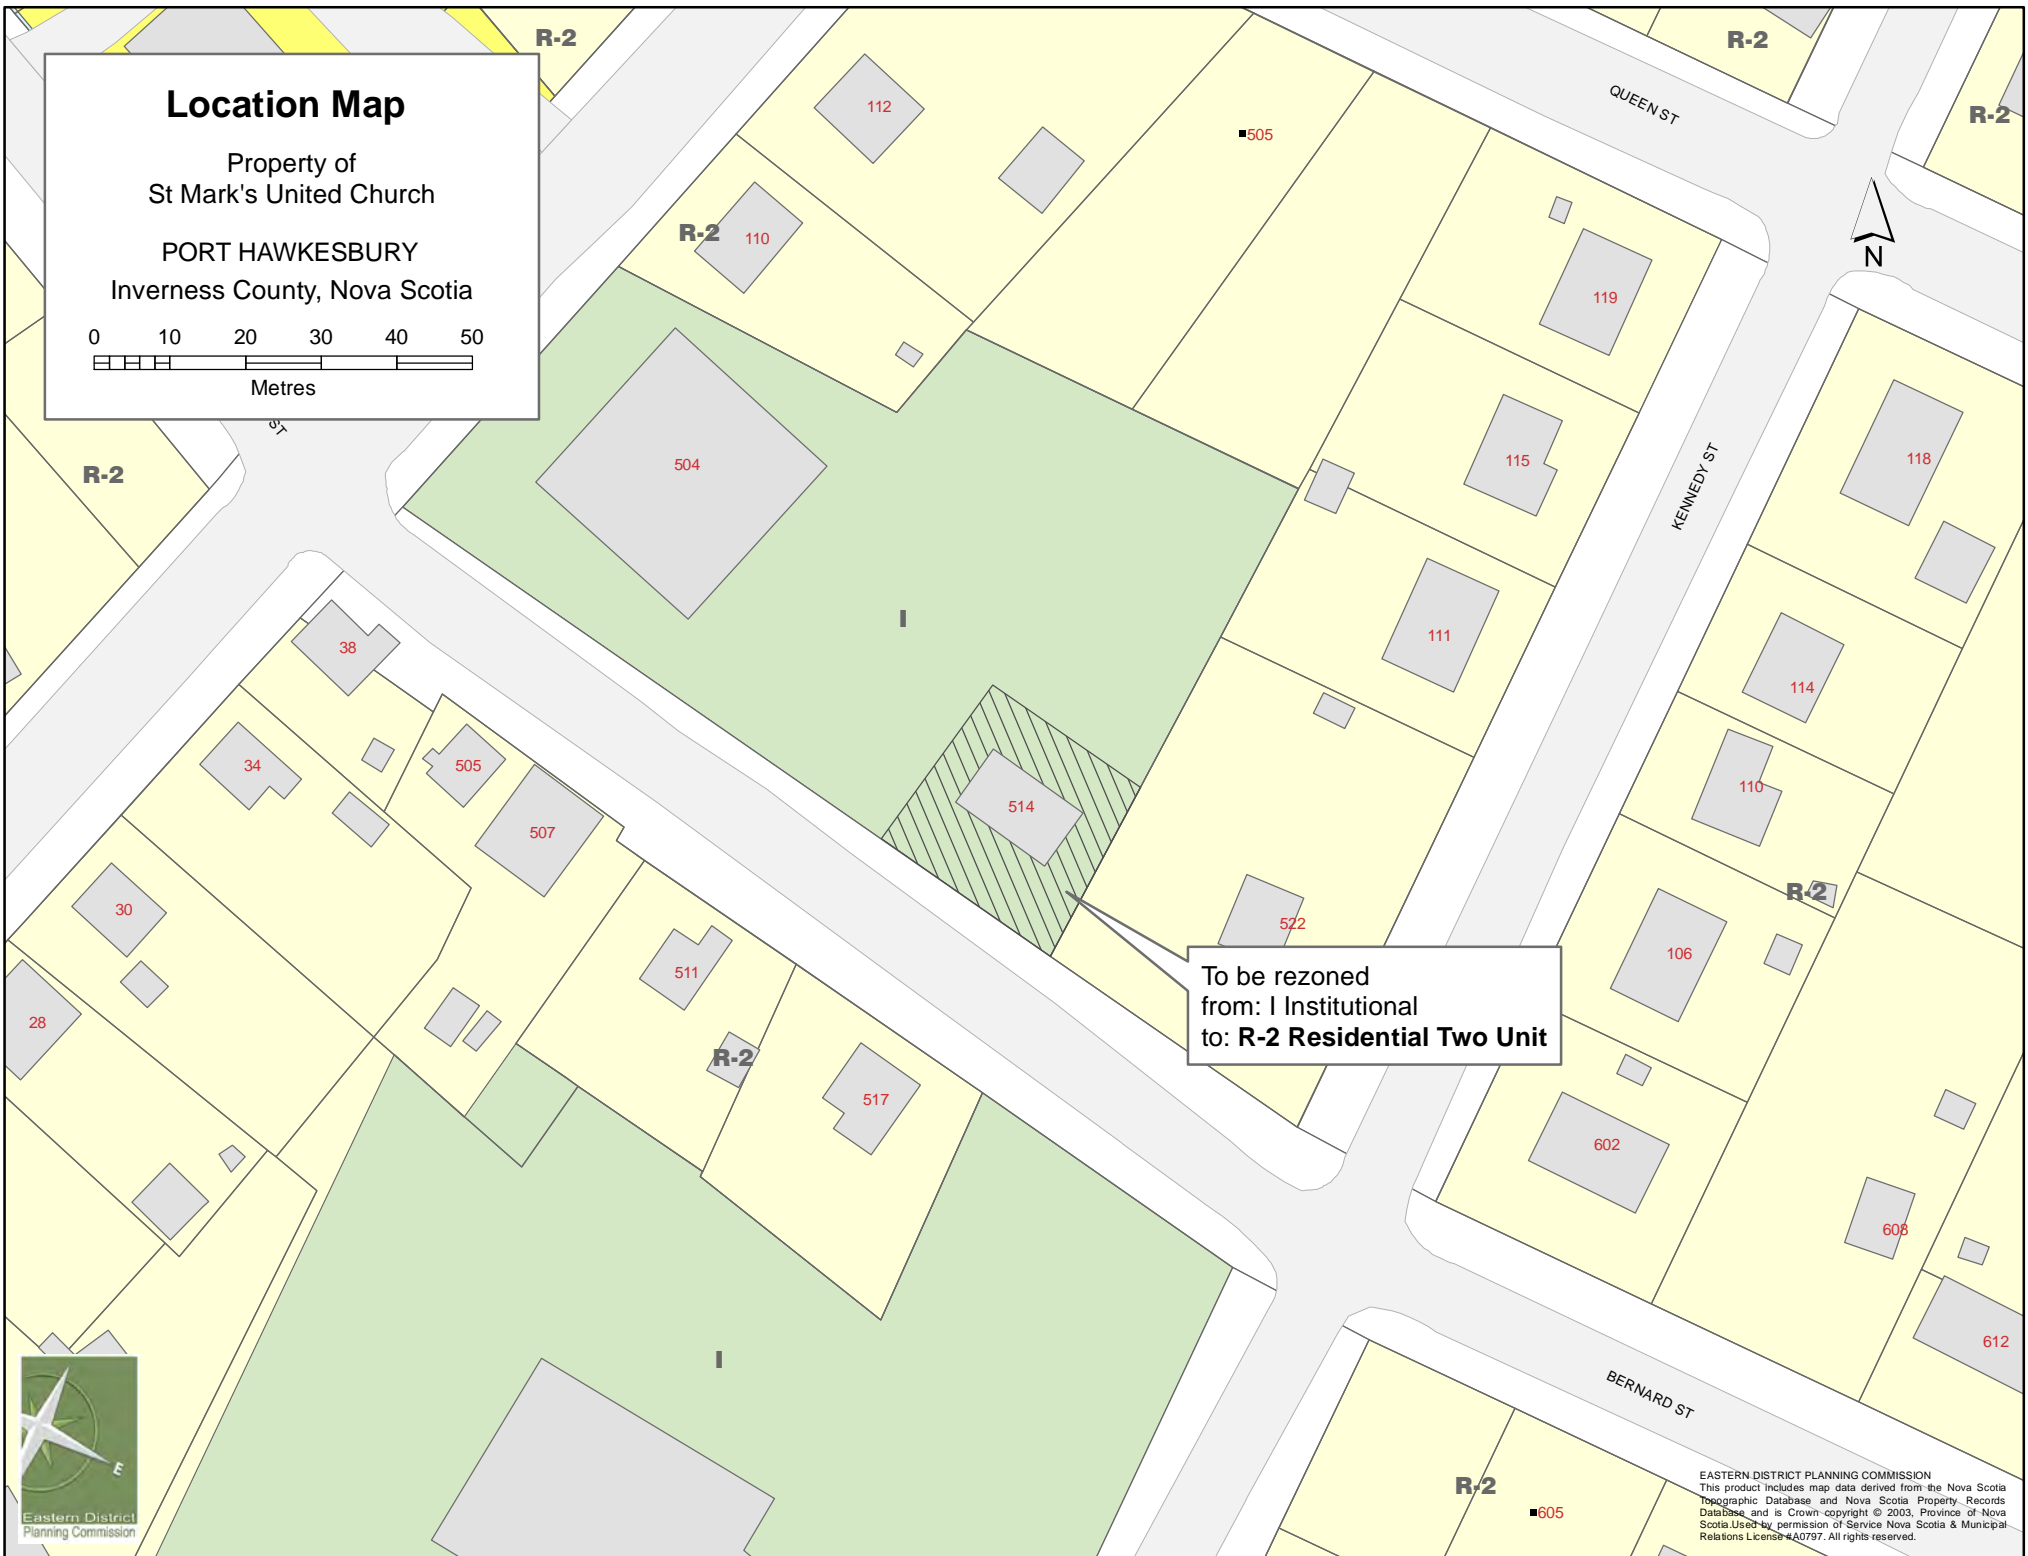 Location Map
Property of
St Mark's United Church
PORT HAWKESBURY
Inverness County, Nova Scotia
0 10 20 30 40 50
Metres
R-2
R-2
R-2
QUEEN ST
112
505
R-2
110
N
119
ST
R-2
504
115
KENNEDY ST
118
I
38
111
114
34
505
507
514
110
30
R-2
522
106
511
28
To be rezoned
from: I Institutional
to: R-2 Residential Two Unit
R-2
517
602
608
612
I
BERNARD ST
R-2
605
E
Eastern District
Planning Commission
EASTERN DISTRICT PLANNING COMMISSION
This product includes map data derived from the Nova Scotia
Topographic Database and Nova Scotia Property Records
Database and is Crown copyright © 2003, Province of Nova
Scotia.Used by permission of Service Nova Scotia & Municipal
Relations License #A0797. All rights reserved.